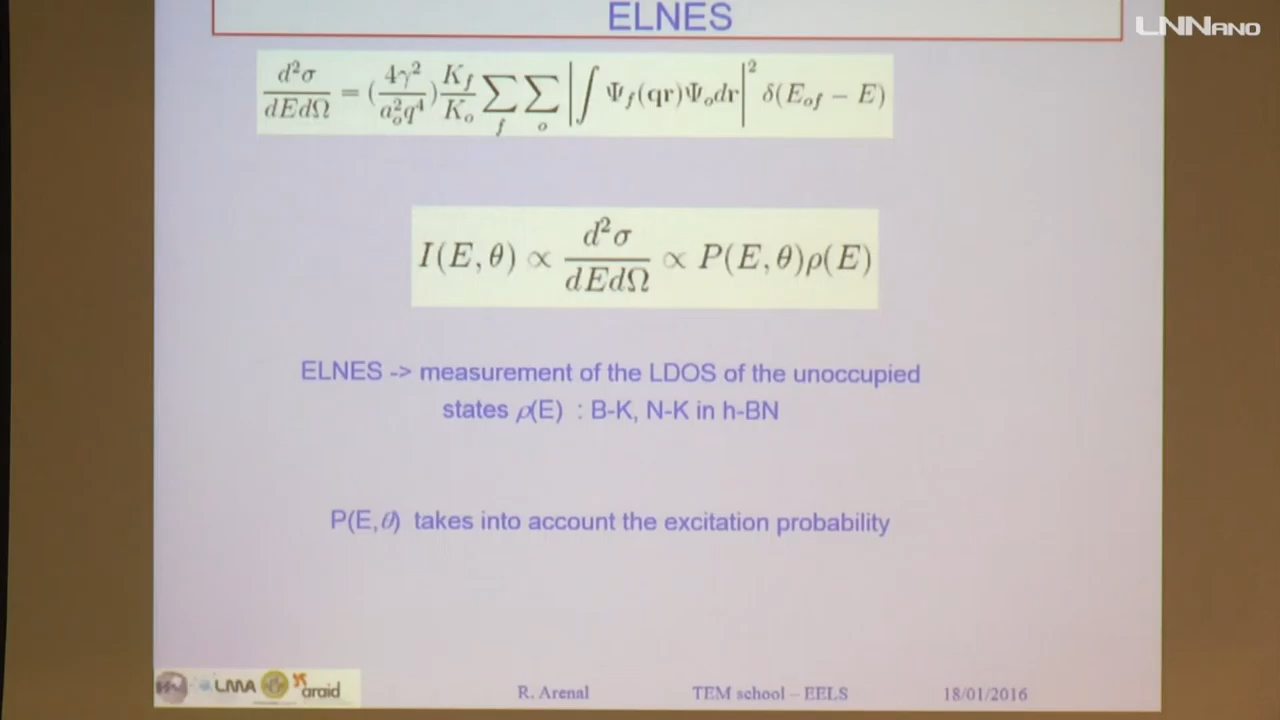 ELNES
LNNANO
d²σ/dEdΩ = (4γ²/a₀²q⁴) K_f/K_o ∑_f ∑_o |∫ Ψ_f(qr)Ψ_o dr|² δ(E_of − E)
I(E, θ) ∝ d²σ/dEdΩ ∝ P(E, θ)ρ(E)
ELNES -> measurement of the LDOS of the unoccupied
states ρ(E) : B-K, N-K in h-BN
P(E,θ) takes into account the excitation probability
LMA araid
R. Arenal TEM school – EELS 18/01/2016